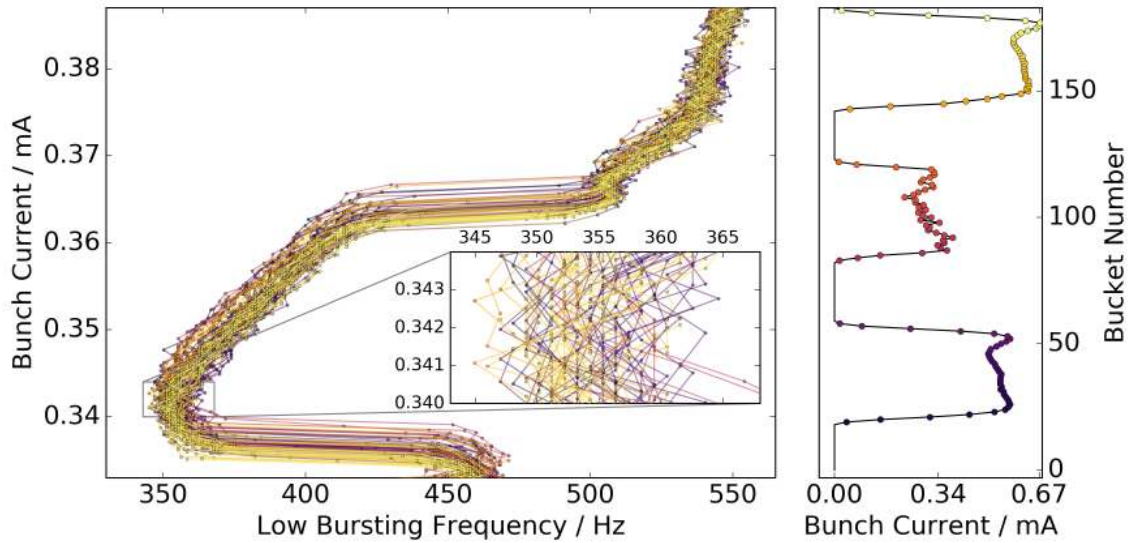 0.38
0.37
0.36
0.35
0.34
Bunch Current / mA
350 400 450 500 550
Low Bursting Frequency / Hz
345 350 355 360 365
0.343
0.342
0.341
0.340
150
100
50
0
Bucket Number
0.00 0.34 0.67
Bunch Current / mA